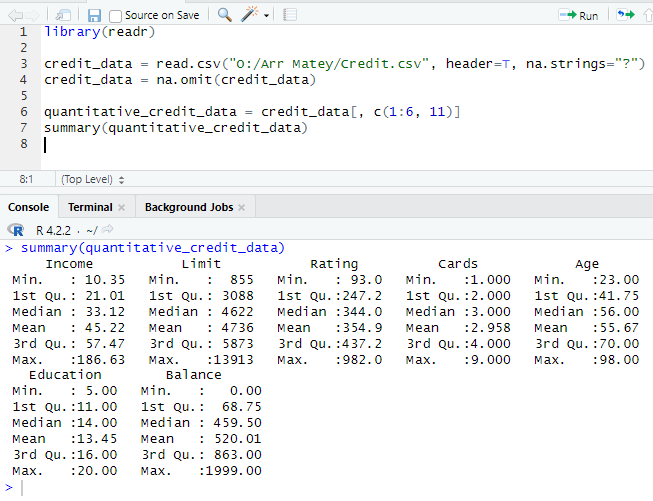 Source on Save
Run
1 library(readr)
2
3 credit_data = read.csv("O:/Arr Matey/Credit.csv", header=T, na.strings="?")
4 credit_data = na.omit(credit_data)
5
6 quantitative_credit_data = credit_data[, c(1:6, 11)]
7 summary(quantitative_credit_data)
8
8:1 (Top Level)
Console Terminal Background Jobs
R R 4.2.2 · ~/
> summary(quantitative_credit_data)
Income Limit Rating Cards Age
Min. : 10.35 Min. : 855 Min. : 93.0 Min. :1.000 Min. :23.00
1st Qu.: 21.01 1st Qu.: 3088 1st Qu.:247.2 1st Qu.:2.000 1st Qu.:41.75
Median : 33.12 Median : 4622 Median :344.0 Median :3.000 Median :56.00
Mean : 45.22 Mean : 4736 Mean :354.9 Mean :2.958 Mean :55.67
3rd Qu.: 57.47 3rd Qu.: 5873 3rd Qu.:437.2 3rd Qu.:4.000 3rd Qu.:70.00
Max. :186.63 Max. :13913 Max. :982.0 Max. :9.000 Max. :98.00
Education Balance
Min. : 5.00 Min. : 0.00
1st Qu.:11.00 1st Qu.: 68.75
Median :14.00 Median : 459.50
Mean :13.45 Mean : 520.01
3rd Qu.:16.00 3rd Qu.: 863.00
Max. :20.00 Max. :1999.00
>